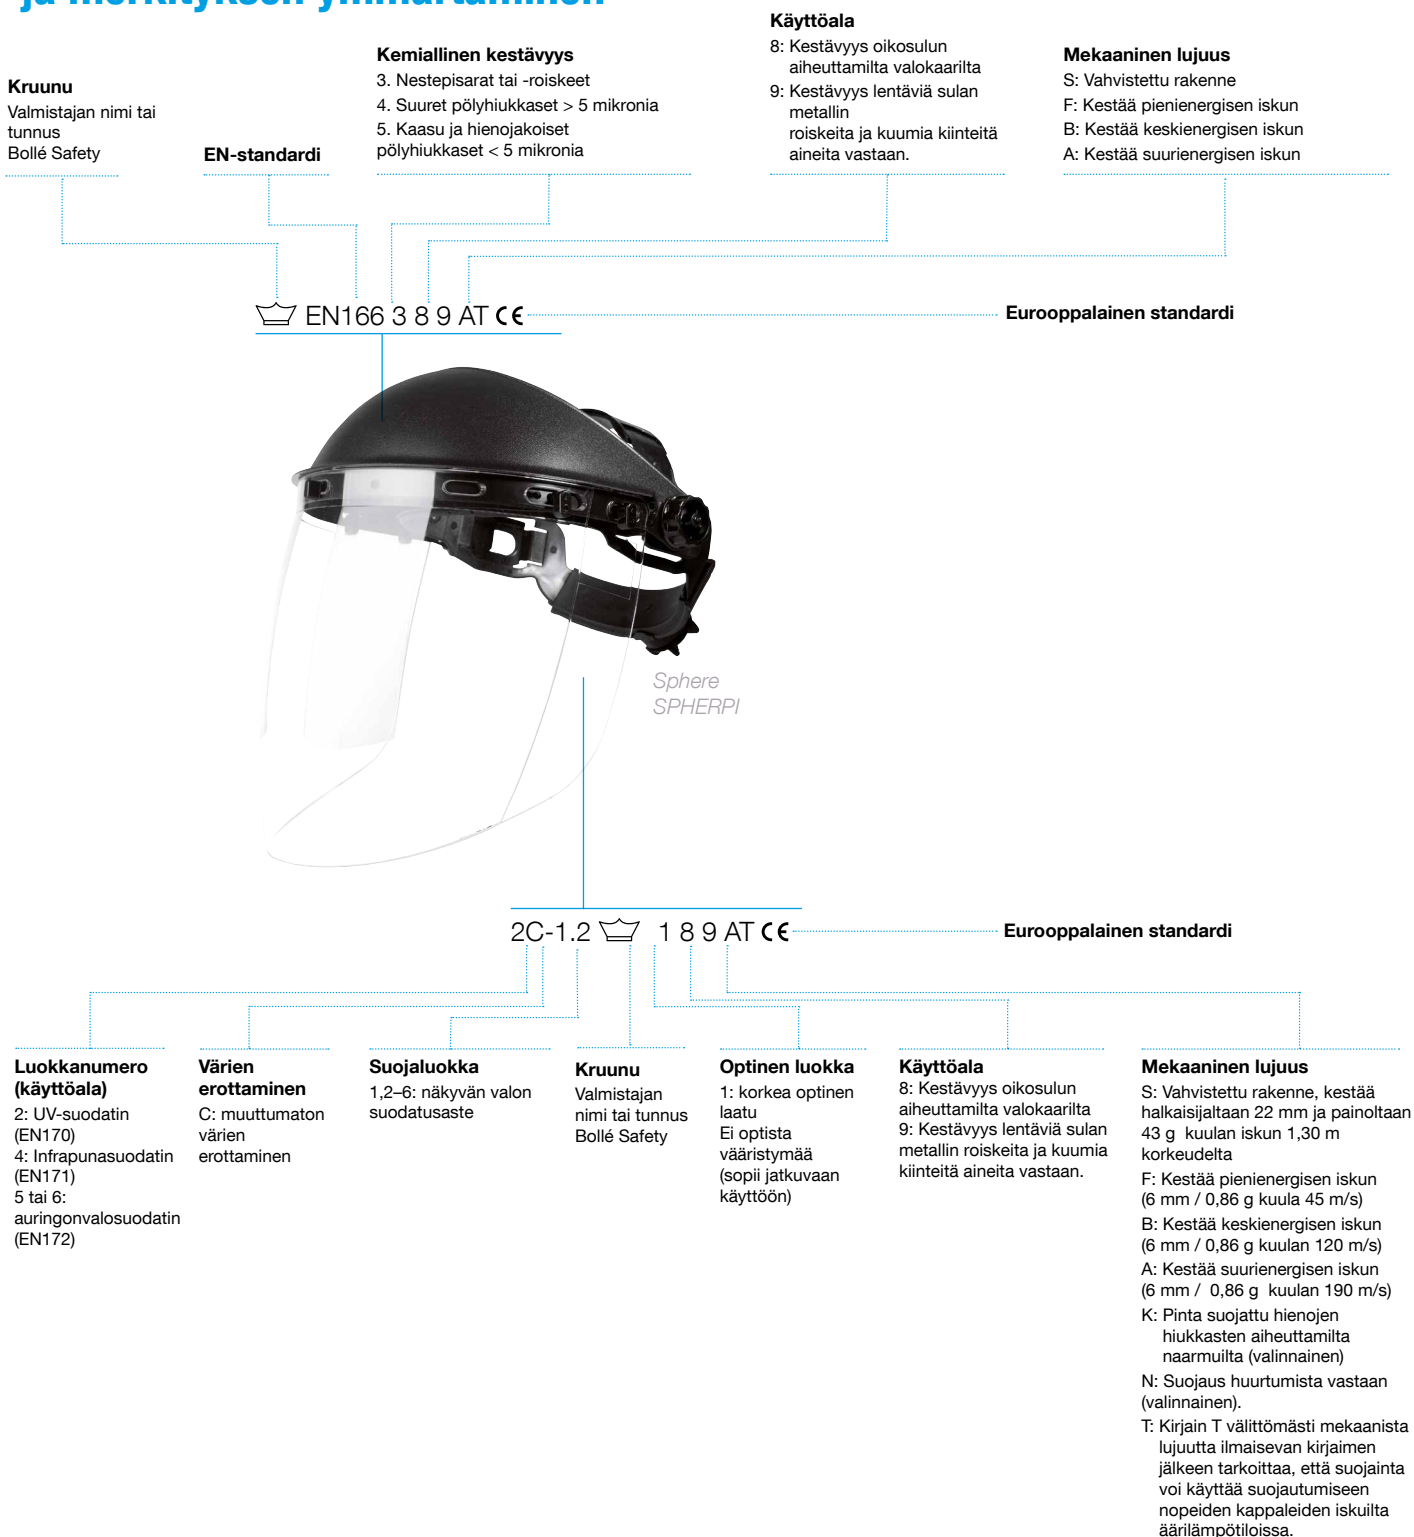 ja merkityksen ymmärtäminen
Kruunu
Valmistajan nimi tai
tunnus
Bollé Safety
EN-standardi
Kemiallinen kestävyys
3. Nestepisarat tai -roiskeet
4. Suuret pölyhiukkaset > 5 mikronia
5. Kaasu ja hienojakoiset
pölyhiukkaset < 5 mikronia
Käyttöala
8: Kestävyys oikosulun
aiheuttamilta valokaarilta
9: Kestävyys lentäviä sulan
metallin
roiskeita ja kuumia kiinteitä
aineita vastaan.
Mekaaninen lujuus
S: Vahvistettu rakenne
F: Kestää pienienergisen iskun
B: Kestää keskienergisen iskun
A: Kestää suurienergisen iskun
EN166 3 8 9 AT CE
Eurooppalainen standardi
Sphere
SPHERPI
2C-1.2 1 8 9 AT CE
Eurooppalainen standardi
Luokkanumero
(käyttöala)
2: UV-suodatin
(EN170)
4: Infrapunasuodatin
(EN171)
5 tai 6:
auringonvalosuodatin
(EN172)
Värien
erottaminen
C: muuttumaton
värien
erottaminen
Suojaluokka
1,2–6: näkyvän valon
suodatusaste
Kruunu
Valmistajan
nimi tai tunnus
Bollé Safety
Optinen luokka
1: korkea optinen
laatu
Ei optista
vääristymää
(sopii jatkuvaan
käyttöön)
Käyttöala
8: Kestävyys oikosulun
aiheuttamilta valokaarilta
9: Kestävyys lentäviä sulan
metallin roiskeita ja kuumia
kiinteitä aineita vastaan.
Mekaaninen lujuus
S: Vahvistettu rakenne, kestää
halkaisijaltaan 22 mm ja painoltaan
43 g kuulan iskun 1,30 m
korkeudelta
F: Kestää pienienergisen iskun
(6 mm / 0,86 g kuula 45 m/s)
B: Kestää keskienergisen iskun
(6 mm / 0,86 g kuulan 120 m/s)
A: Kestää suurienergisen iskun
(6 mm / 0,86 g kuulan 190 m/s)
K: Pinta suojattu hienojen
hiukkasten aiheuttamilta
naarmuilta (valinnainen)
N: Suojaus huurtumista vastaan
(valinnainen).
T: Kirjain T välittömästi mekaanista
lujuutta ilmaisevan kirjaimen
jälkeen tarkoittaa, että suojainta
voi käyttää suojautumiseen
nopeiden kappaleiden iskuilta
äärilämpötiloissa.